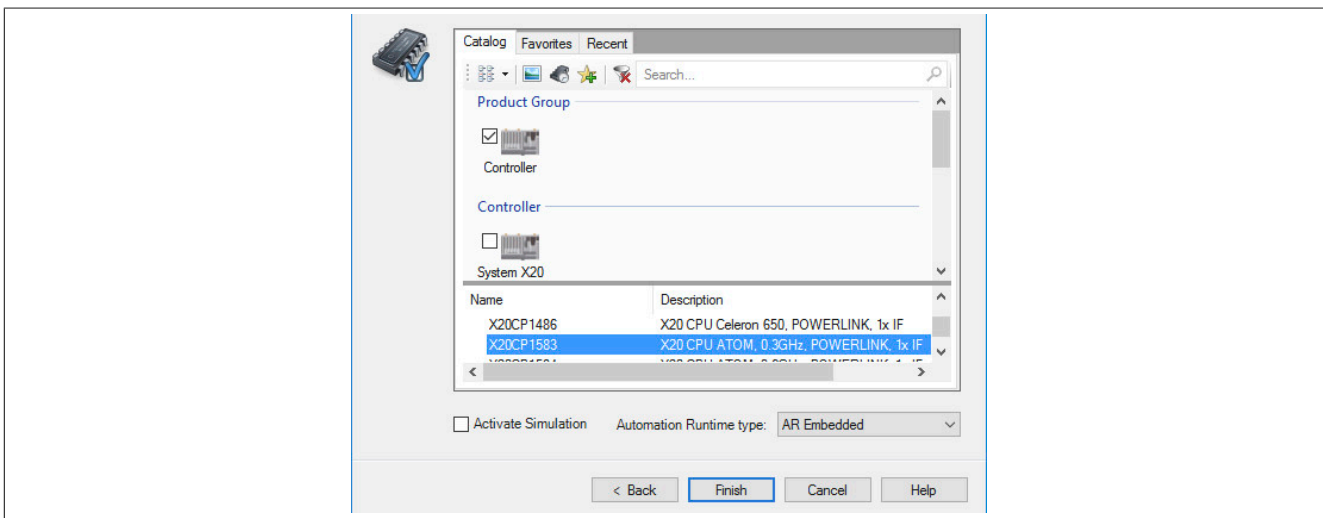 Catalog Favorites Recent
Search...
Product Group
Controller
Controller
System X20
Name Description
X20CP1486 X20 CPU Celeron 650, POWERLINK, 1x IF
X20CP1583 X20 CPU ATOM, 0.3GHz, POWERLINK, 1x IF
Activate Simulation Automation Runtime type: AR Embedded
< Back Finish Cancel Help